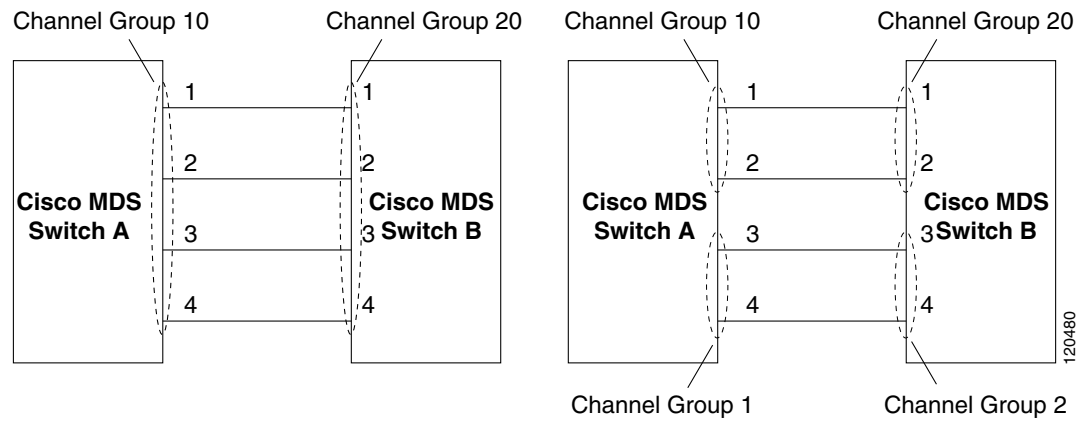 Channel Group 10
Channel Group 20
1
1
2
2
Cisco MDS
Switch A
Cisco MDS
Switch B
3
3
4
4
Channel Group 10
Channel Group 20
1
1
2
2
Cisco MDS
Switch A
Cisco MDS
Switch B
3
3
4
4
Channel Group 1
Channel Group 2
120480